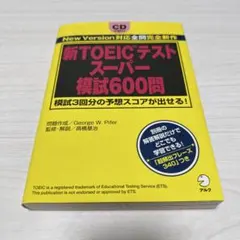 CD
New Version対応 全問完全新作
新TOEIC®テスト
スーパー
模試600問
模試3回分の予想スコアが出せる!
問題作成／George W. Pifer
監修・解説／高橋基治
別冊の
解答解説だけで
どこでも
学習できる!
「超頻出フレーズ
340」つき
TOEIC is a registered trademark of Educational Testing Service (ETS).
This publication is not endorsed or approved by ETS.
アルク